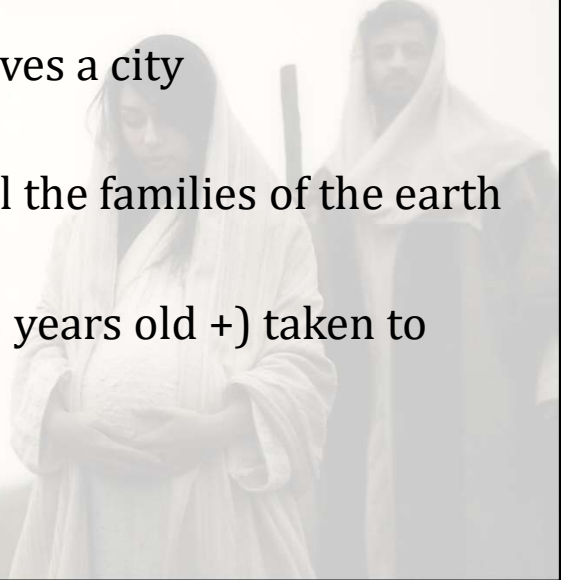 ves a city
l the families of the earth
years old +) taken to